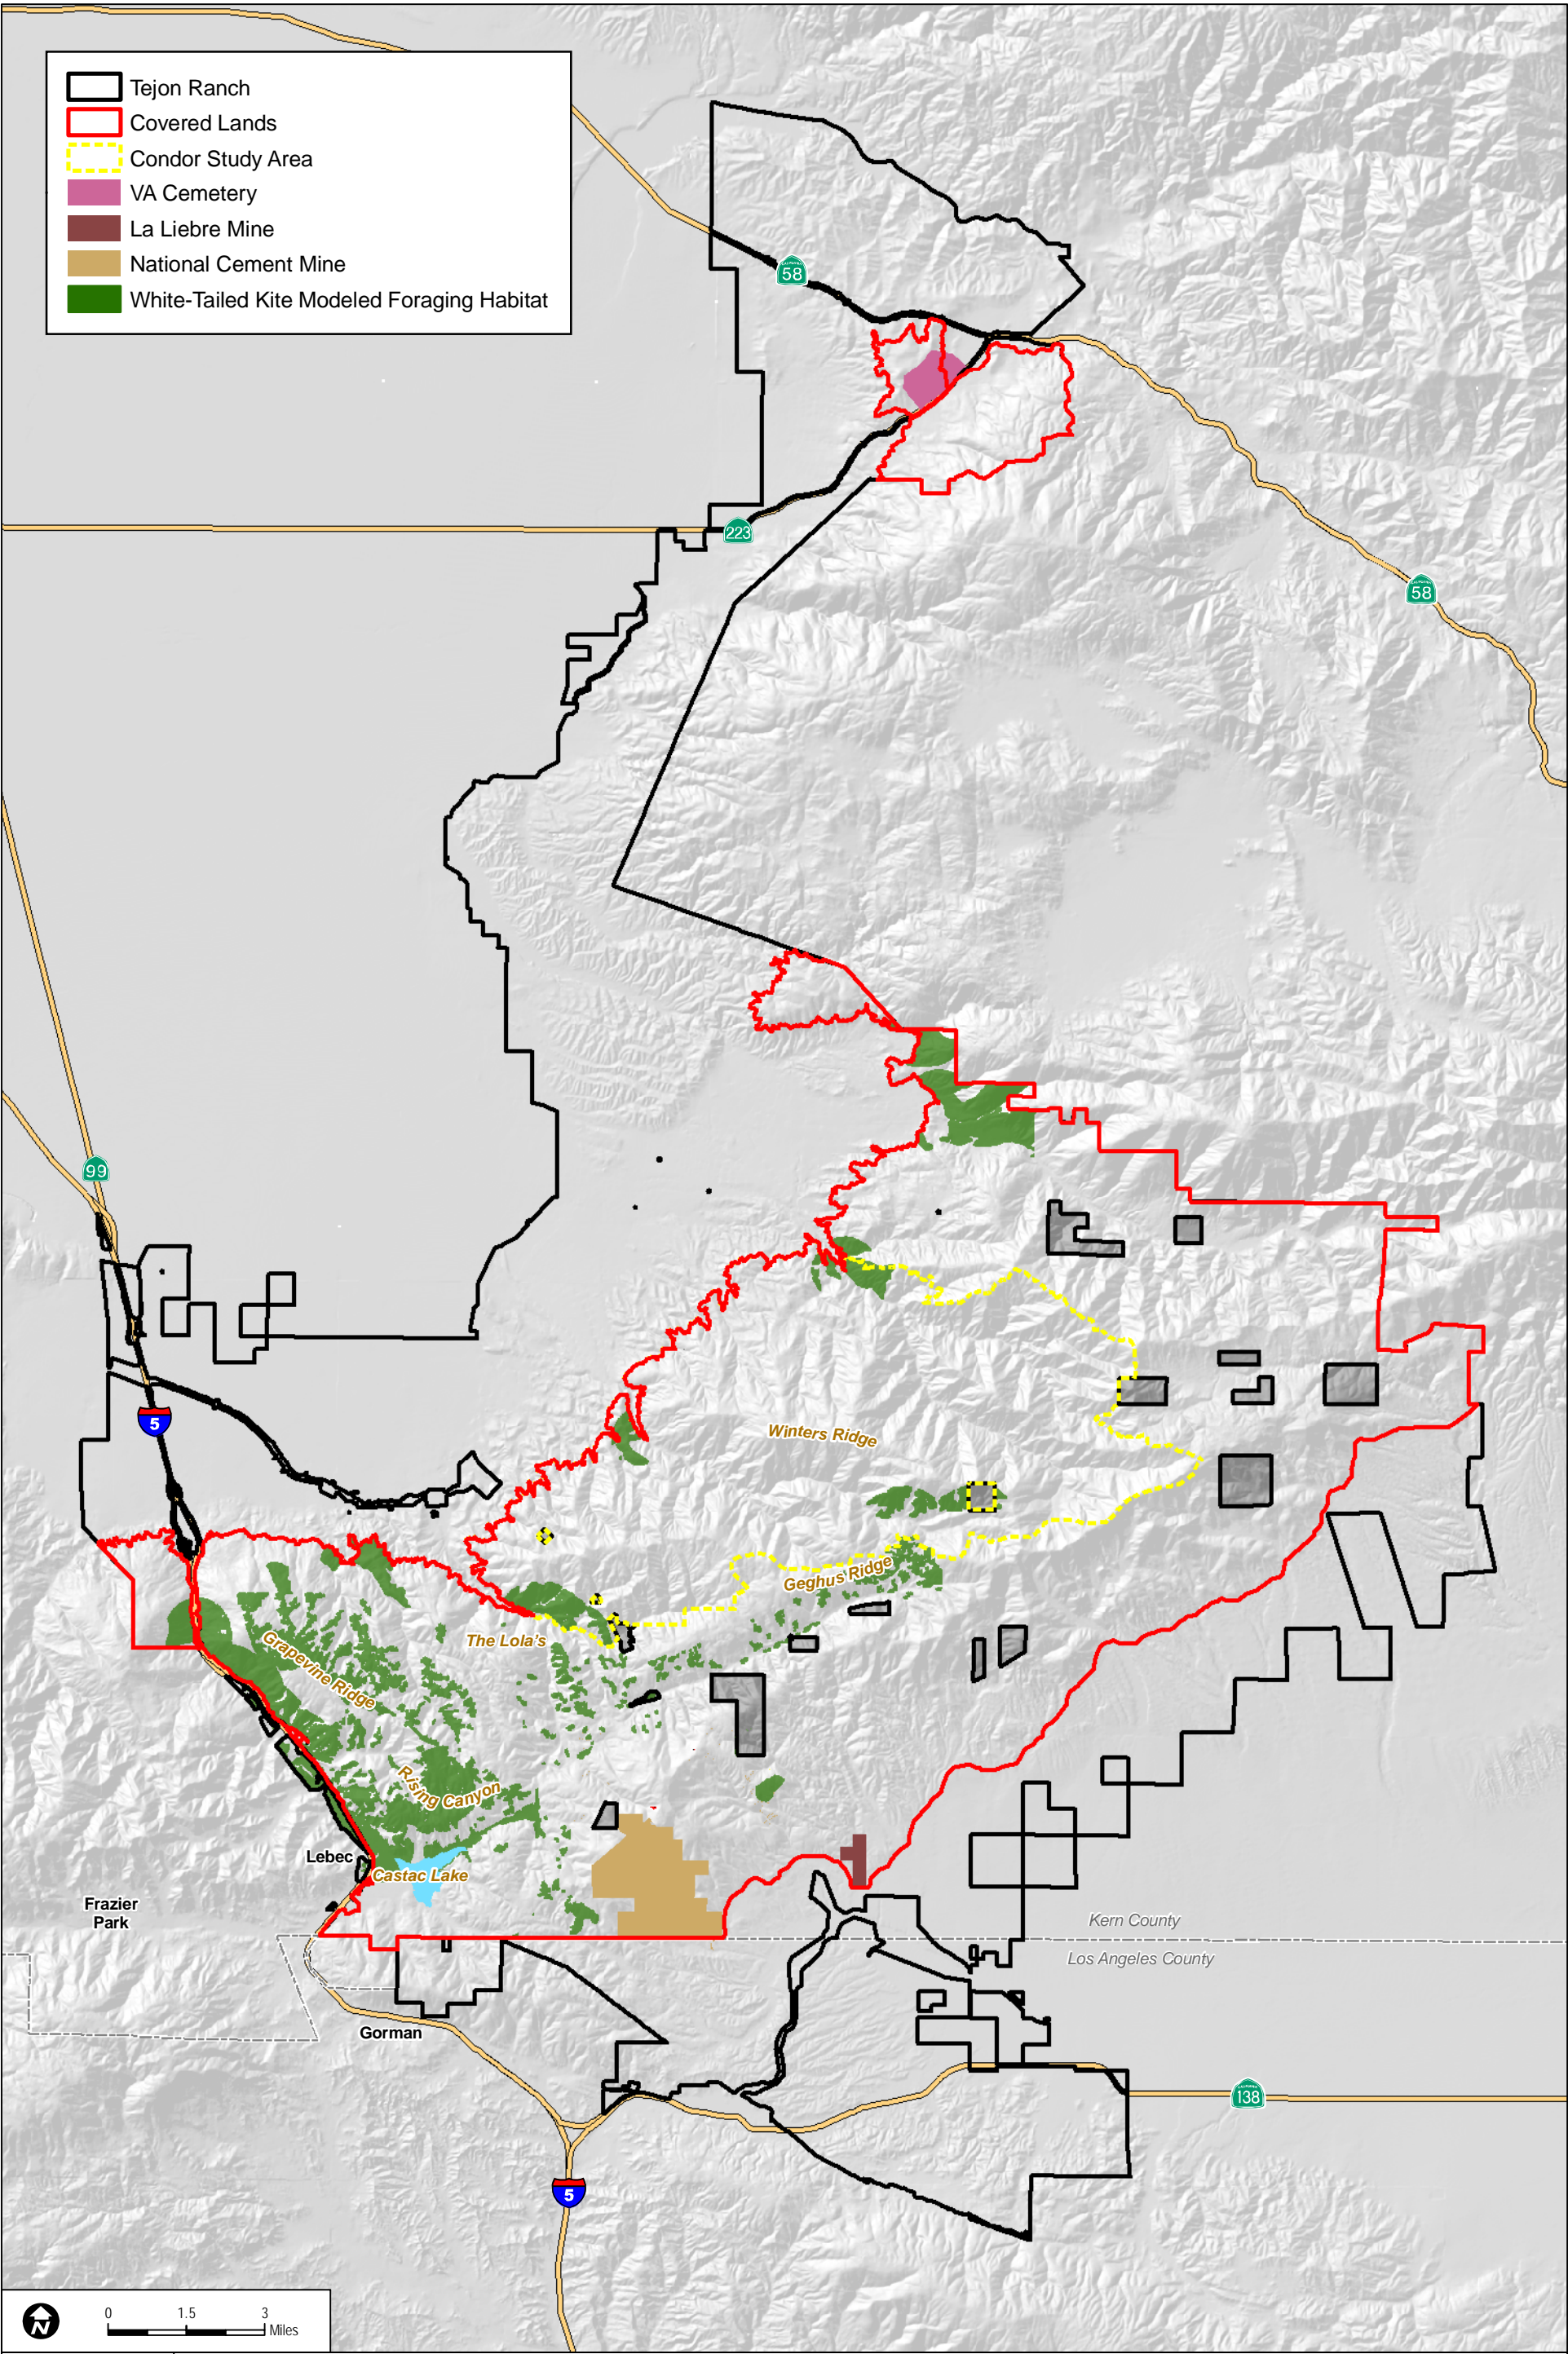 Tejon Ranch
Covered Lands
Condor Study Area
VA Cemetery
La Liebre Mine
National Cement Mine
White-Tailed Kite Modeled Foraging Habitat
58
223
58
99
5
Winters Ridge
Geghus Ridge
The Lola's
Grapevine Ridge
Rising Canyon
Lebec
Castac Lake
Frazier
Park
Kern County
Los Angeles County
Gorman
138
5
N
0 1.5 3
Miles